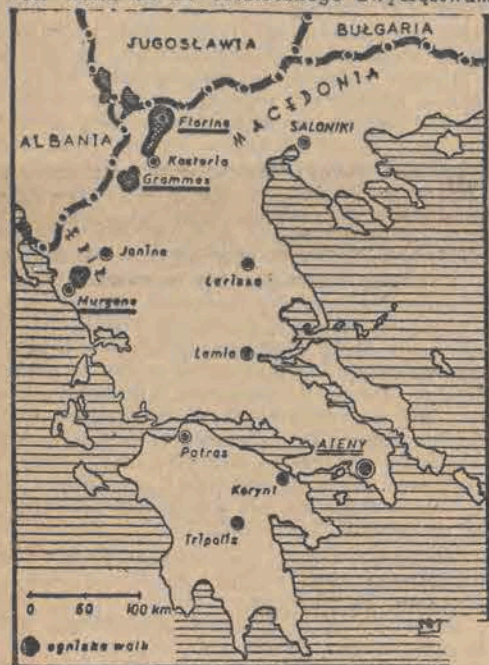 JUGOSŁAWIA
BUŁGARIA
MACEDONIA
ALBANIA
Florina
SALONIKI
Kastoria
Grammos
Janina
Larissa
Murgana
Lamia
ATENY
Patras
Korynt
Tripolis
0 50 100 km
ogniska walk